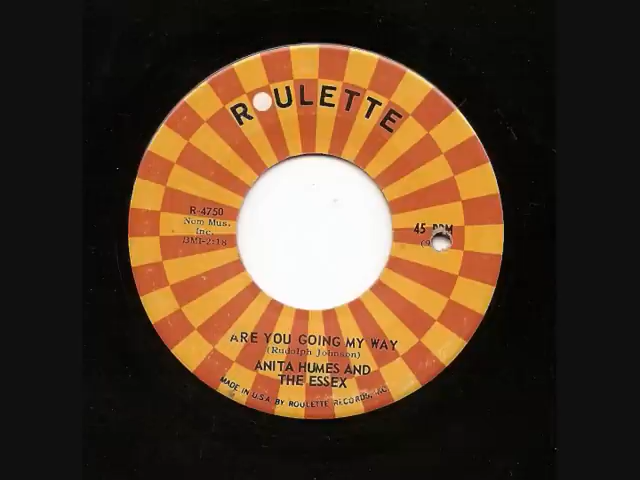 ROULETTE
R-4750
Nom Mus.
Inc.
BMI-2:18
45 RPM
ARE YOU GOING MY WAY
(Rudolph Johnson)
ANITA HUMES AND
THE ESSEX
MADE IN U.S.A. BY ROULETTE RECORDS, INC